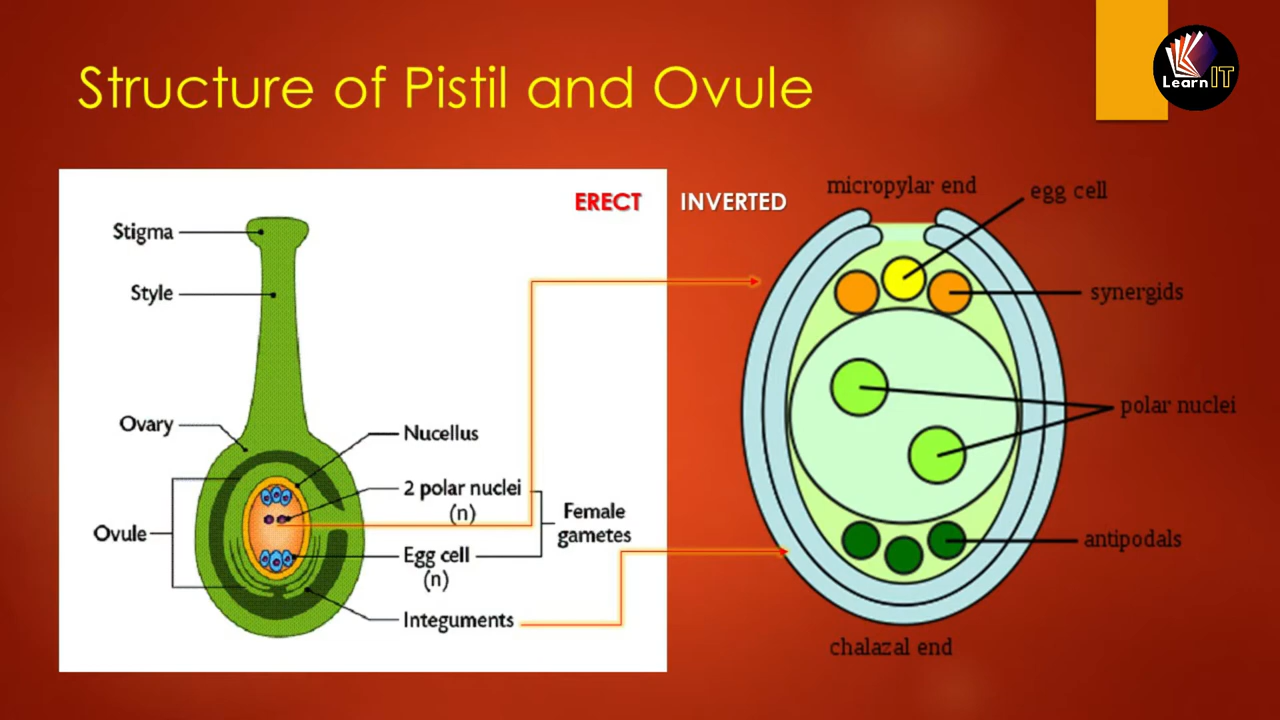 Structure of Pistil and Ovule
Learn IT
ERECT
INVERTED
Stigma
Style
Ovary
Ovule
Nucellus
2 polar nuclei
(n)
Egg cell
(n)
Integuments
Female
gametes
micropylar end
egg cell
synergids
polar nuclei
antipodals
chalazal end